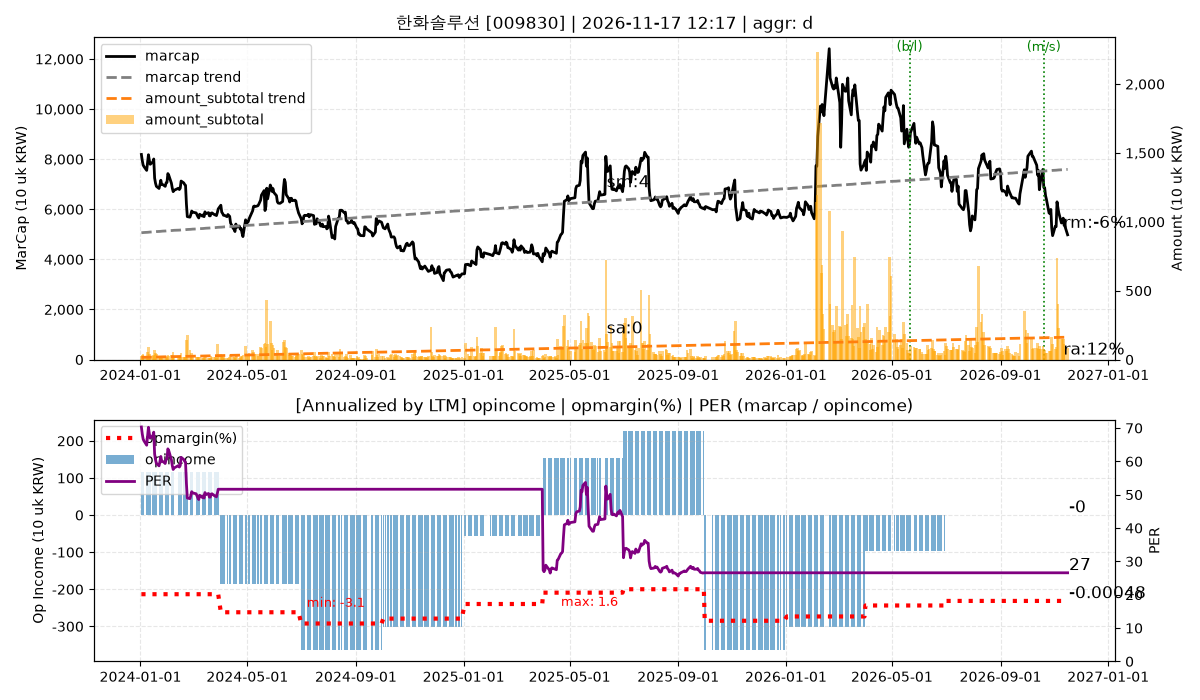 한화솔루션 [009830] | 2026-11-17 12:17 | aggr: d
marcap
marcap trend
amount_subtotal trend
amount_subtotal
(b/l)
(m/s)
12,000
10,000
8,000
6,000
4,000
2,000
0
MarCap (10 uk KRW)
2,000
1,500
1,000
500
0
Amount (10 uk KRW)
sm:4
rm:-6%
sa:0
ra:12%
2024-01-01
2024-05-01
2024-09-01
2025-01-01
2025-05-01
2025-09-01
2026-01-01
2026-05-01
2026-09-01
2027-01-01
[Annualized by LTM] opincome | opmargin(%) | PER (marcap / opincome)
opmargin(%)
opincome
PER
200
100
0
-100
-200
-300
Op Income (10 uk KRW)
70
60
50
40
30
20
10
0
PER
-0
27
-0.00048
min: -3.1
max: 1.6
2024-01-01
2024-05-01
2024-09-01
2025-01-01
2025-05-01
2025-09-01
2026-01-01
2026-05-01
2026-09-01
2027-01-01